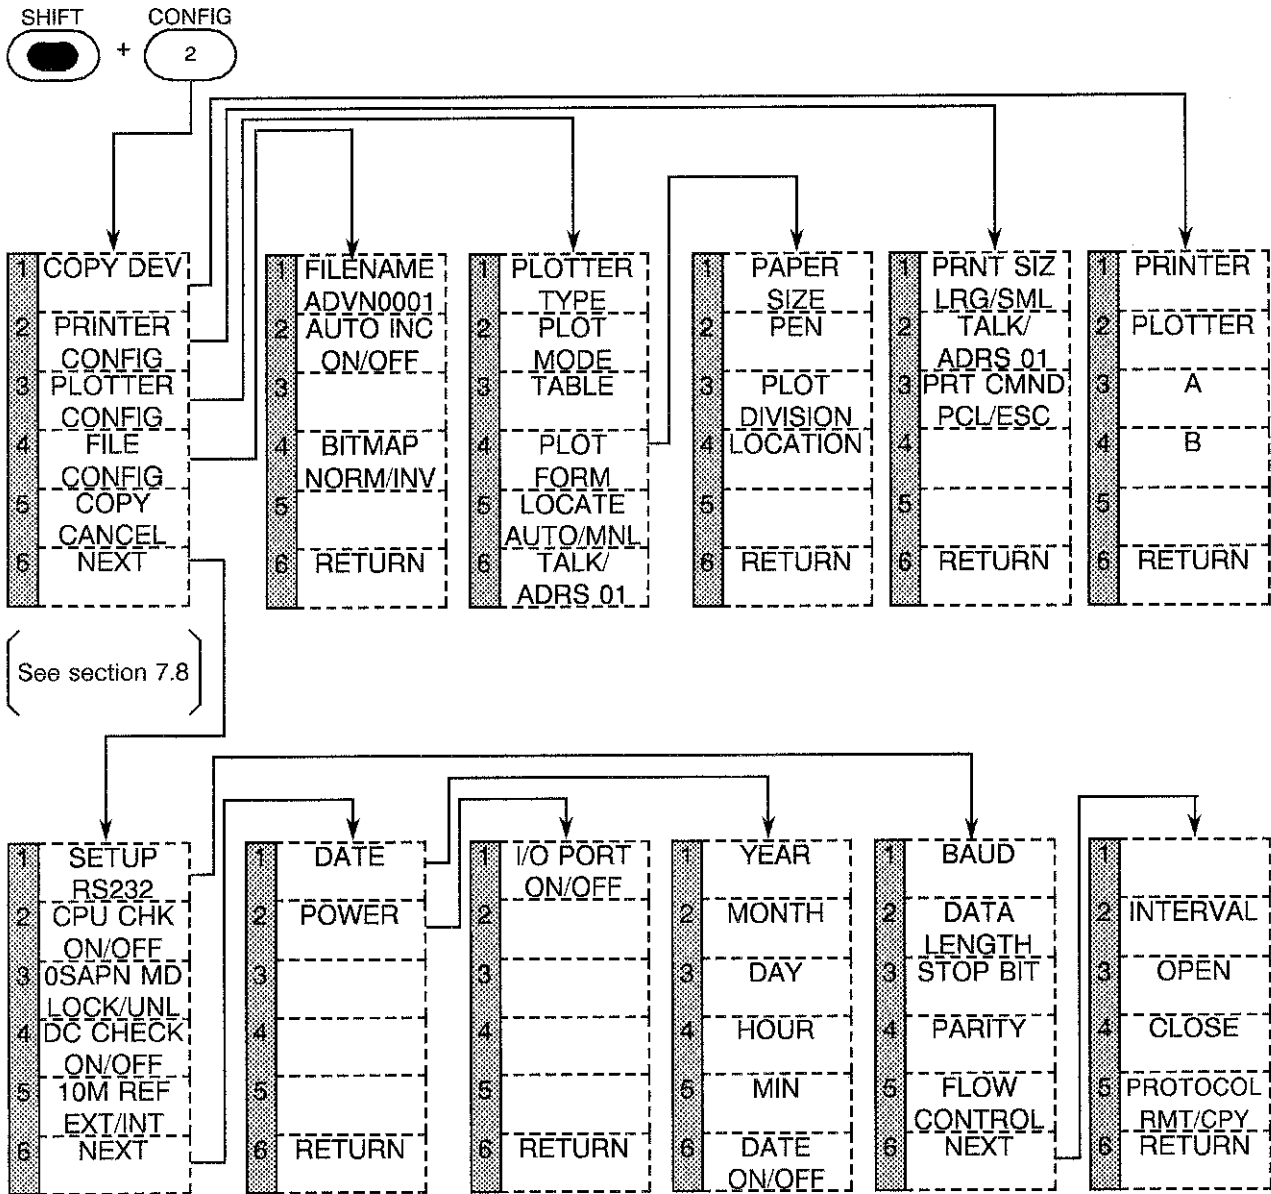 SHIFT
CONFIG
+
2
1 COPY DEV
2 PRINTER
CONFIG
3 PLOTTER
CONFIG
4 FILE
CONFIG
5 COPY
CANCEL
6 NEXT
1 FILENAME
ADVN0001
2 AUTO INC
ON/OFF
3
4 BITMAP
NORM/INV
5
6 RETURN
1 PLOTTER
TYPE
2 PLOT
MODE
3 TABLE
4 PLOT
FORM
5 LOCATE
AUTO/MNL
6 TALK/
ADRS 01
1 PAPER
SIZE
2 PEN
3 PLOT
DIVISION
4 LOCATION
5
6 RETURN
1 PRNT SIZ
LRG/SML
2 TALK/
ADRS 01
3 PRT CMND
PCL/ESC
4
5
6 RETURN
1 PRINTER
2 PLOTTER
3 A
4 B
5
6 RETURN
See section 7.8
1 SETUP
RS232
2 CPU CHK
ON/OFF
3 0SAPN MD
LOCK/UNL
4 DC CHECK
ON/OFF
5 10M REF
EXT/INT
6 NEXT
1 DATE
2 POWER
3
4
5
6 RETURN
1 I/O PORT
ON/OFF
2
3
4
5
6 RETURN
1 YEAR
2 MONTH
3 DAY
4 HOUR
5 MIN
6 DATE
ON/OFF
1 BAUD
2 DATA
LENGTH
3 STOP BIT
4 PARITY
5 FLOW
CONTROL
6 NEXT
1
2 INTERVAL
3 OPEN
4 CLOSE
5 PROTOCOL
RMT/CPY
6 RETURN